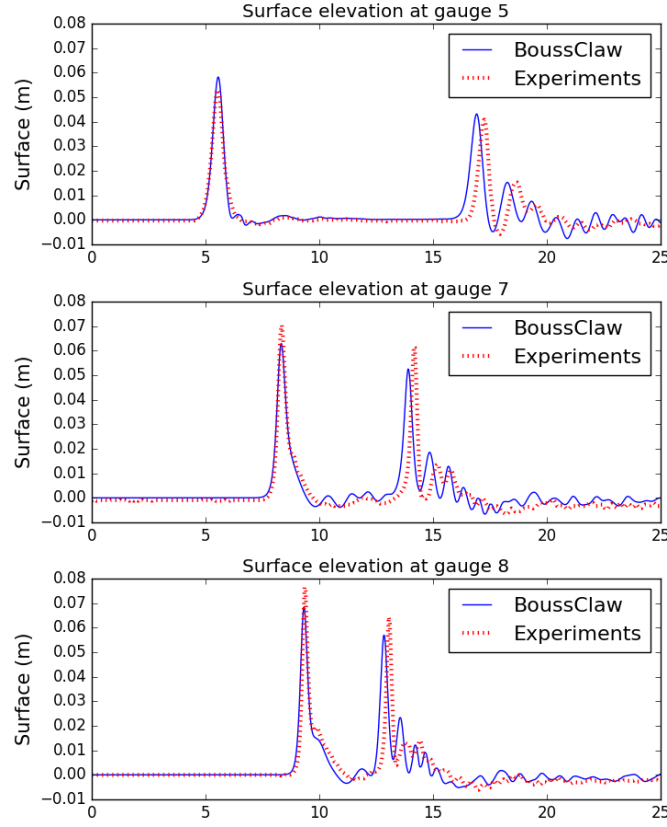 Surface elevation at gauge 5
0.08
0.07
0.06
0.05
0.04
0.03
0.02
0.01
0.00
−0.01
Surface (m)
BoussClaw
Experiments
0 5 10 15 20 25
Surface elevation at gauge 7
0.08
0.07
0.06
0.05
0.04
0.03
0.02
0.01
0.00
−0.01
Surface (m)
BoussClaw
Experiments
0 5 10 15 20 25
Surface elevation at gauge 8
0.08
0.07
0.06
0.05
0.04
0.03
0.02
0.01
0.00
−0.01
Surface (m)
BoussClaw
Experiments
0 5 10 15 20 25